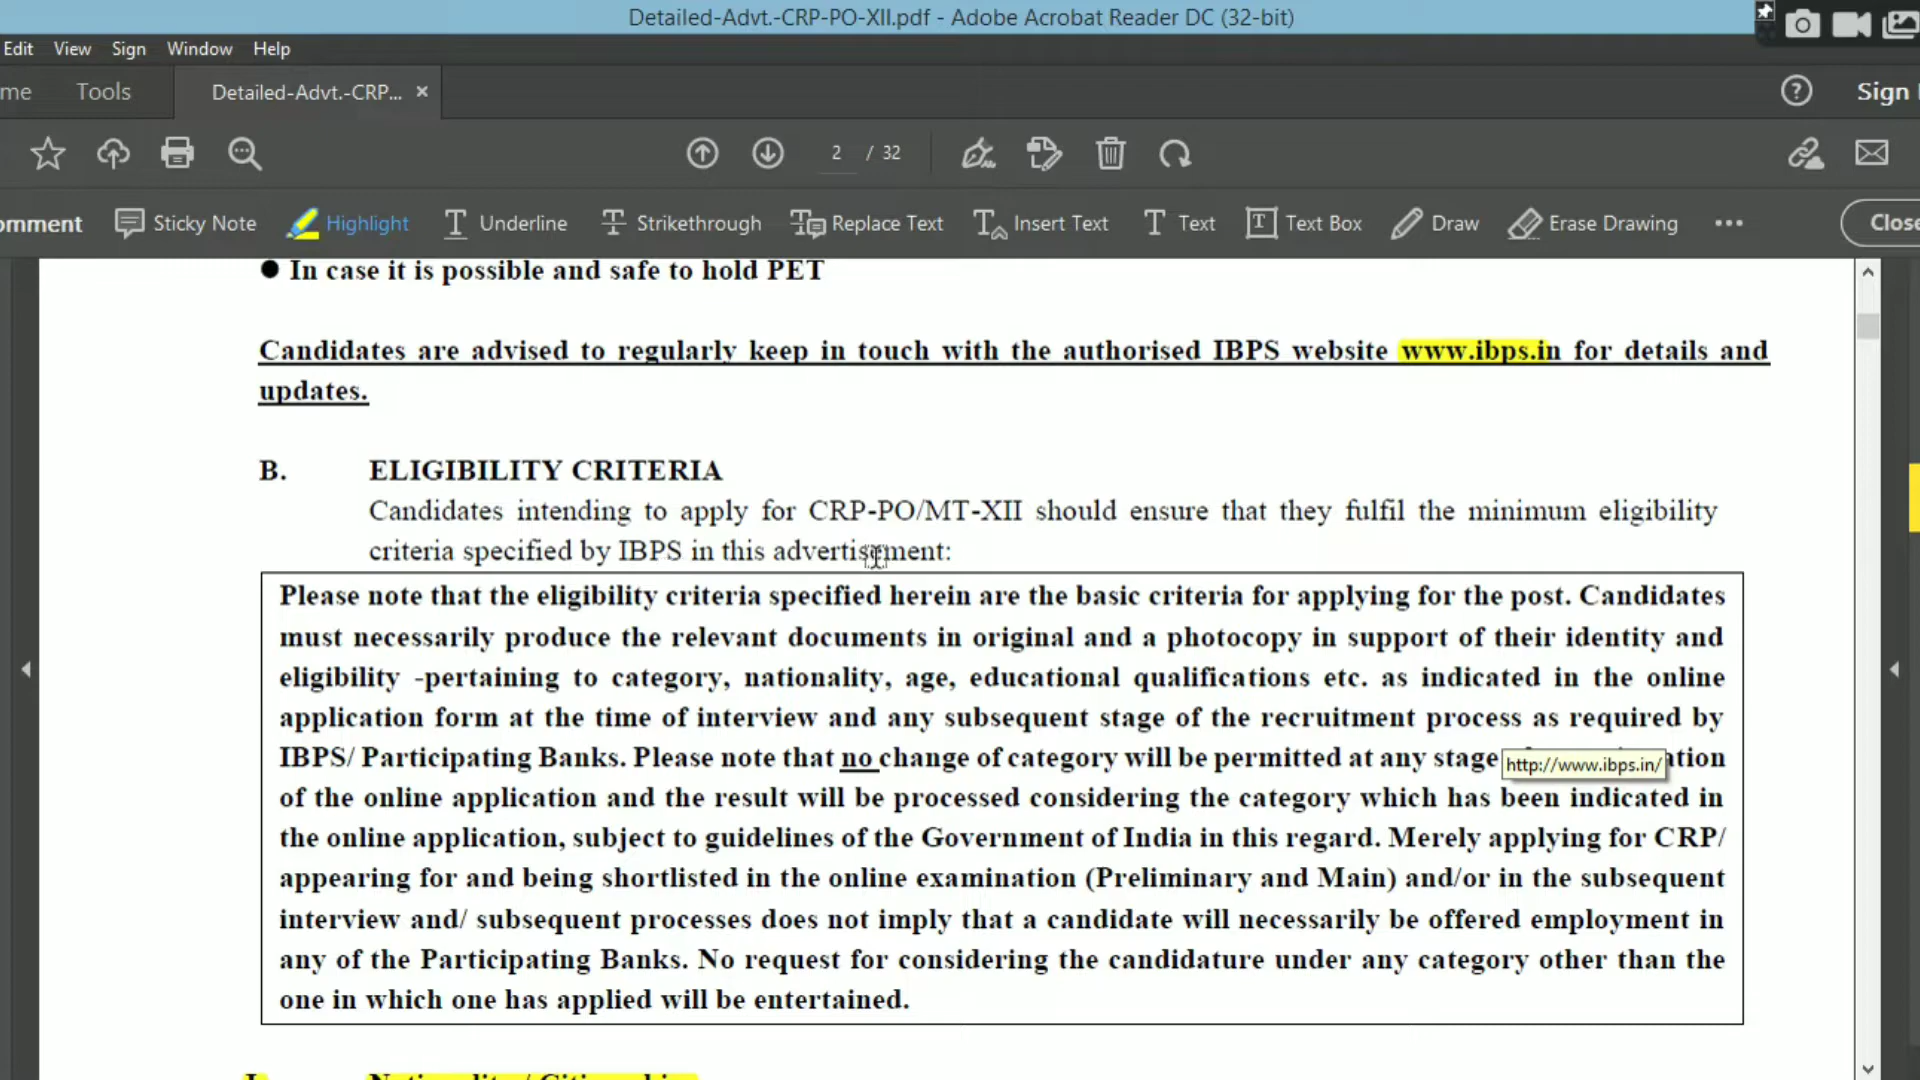 Detailed-Advt.-CRP-PO-XII.pdf - Adobe Acrobat Reader DC (32-bit)
Edit View Sign Window Help
me Tools Detailed-Advt.-CRP... × Sign
2 / 32
omment Sticky Note Highlight Underline Strikethrough Replace Text Insert Text Text Text Box Draw Erase Drawing ••• Close
● In case it is possible and safe to hold PET
Candidates are advised to regularly keep in touch with the authorised IBPS website www.ibps.in for details and
updates.
B. ELIGIBILITY CRITERIA
Candidates intending to apply for CRP-PO/MT-XII should ensure that they fulfil the minimum eligibility
criteria specified by IBPS in this advertisement:
Please note that the eligibility criteria specified herein are the basic criteria for applying for the post. Candidates
must necessarily produce the relevant documents in original and a photocopy in support of their identity and
eligibility -pertaining to category, nationality, age, educational qualifications etc. as indicated in the online
application form at the time of interview and any subsequent stage of the recruitment process as required by
IBPS/ Participating Banks. Please note that no change of category will be permitted at any stage
http://www.ibps.in/
of the online application and the result will be processed considering the category which has been indicated in
the online application, subject to guidelines of the Government of India in this regard. Merely applying for CRP/
appearing for and being shortlisted in the online examination (Preliminary and Main) and/or in the subsequent
interview and/ subsequent processes does not imply that a candidate will necessarily be offered employment in
any of the Participating Banks. No request for considering the candidature under any category other than the
one in which one has applied will be entertained.